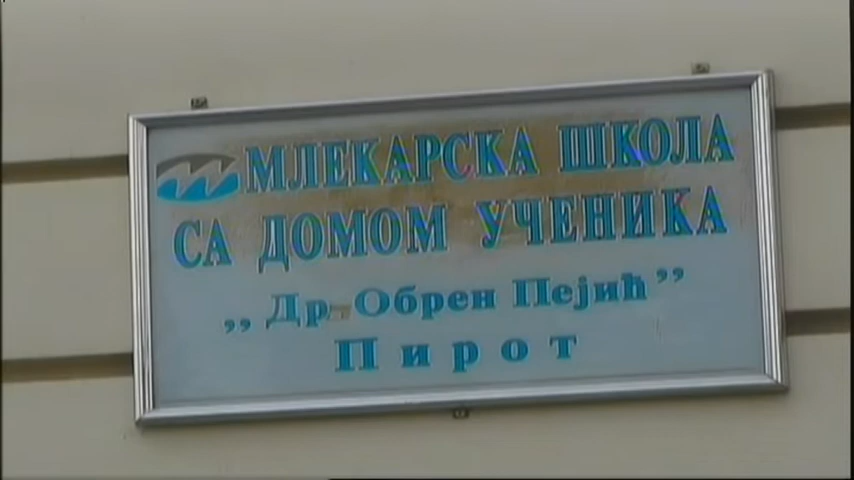 МЛЕКАРСКА ШКОЛА
СА ДОМОМ УЧЕНИКА
„Др Обрен Пејић”
Пирот